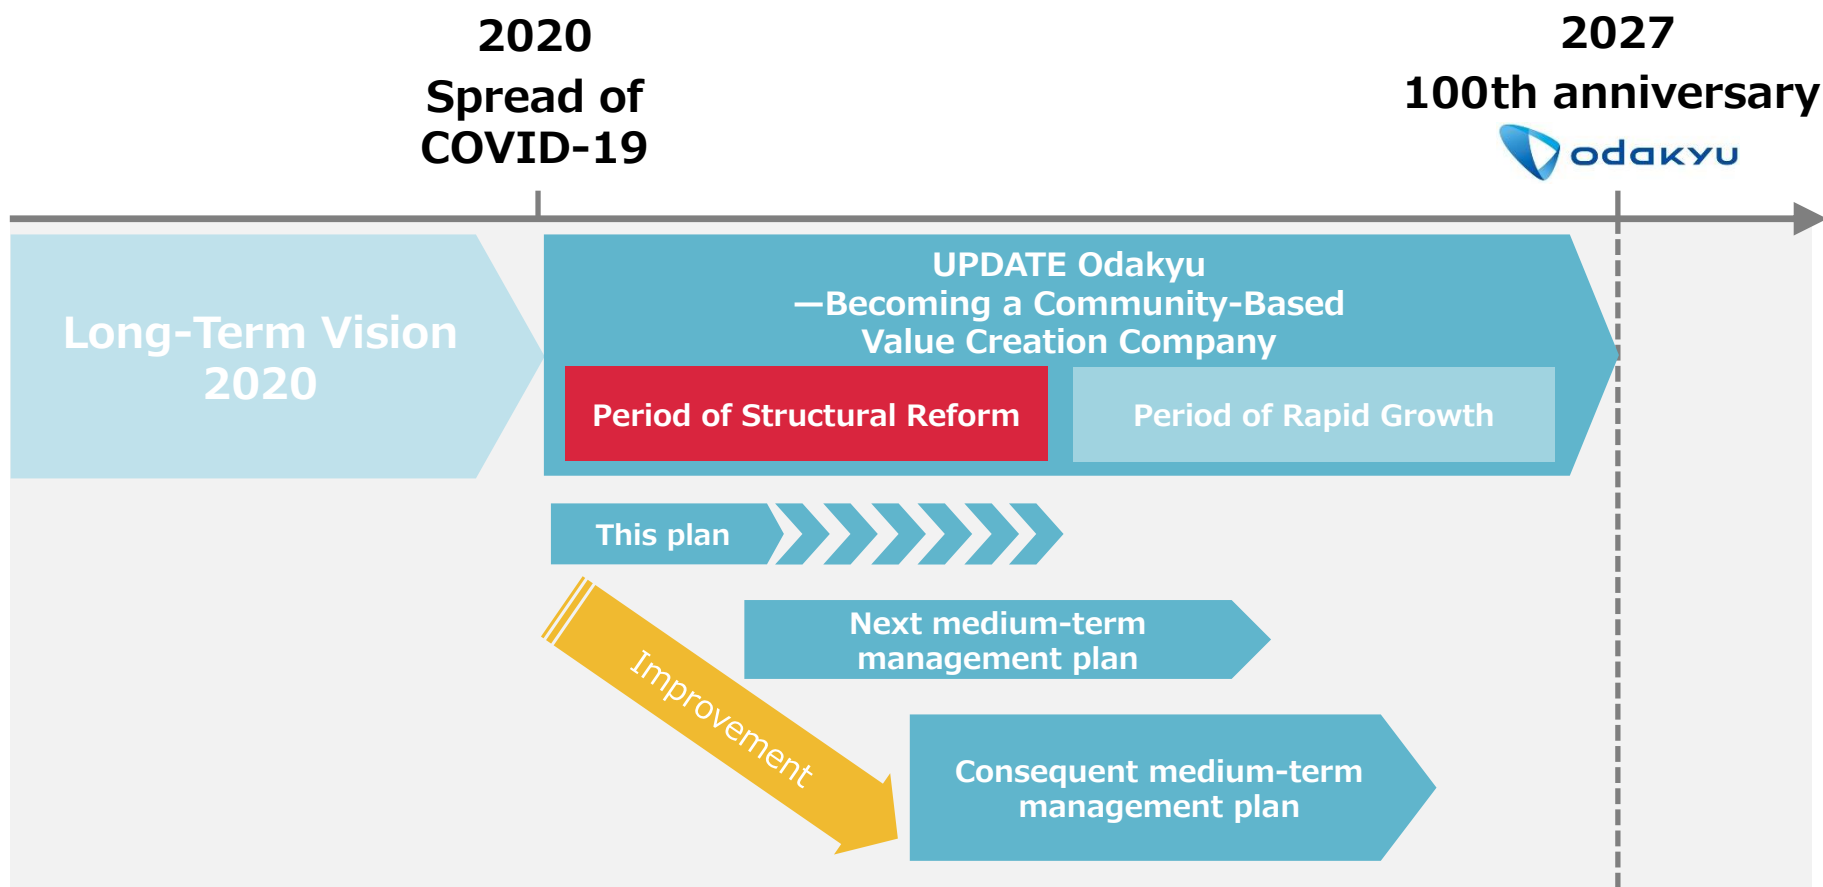 2020
Spread of
COVID-19
2027
100th anniversary
odakyu
Long-Term Vision
2020
UPDATE Odakyu
—Becoming a Community-Based
Value Creation Company
Period of Structural Reform
Period of Rapid Growth
This plan
Next medium-term
management plan
Improvement
Consequent medium-term
management plan